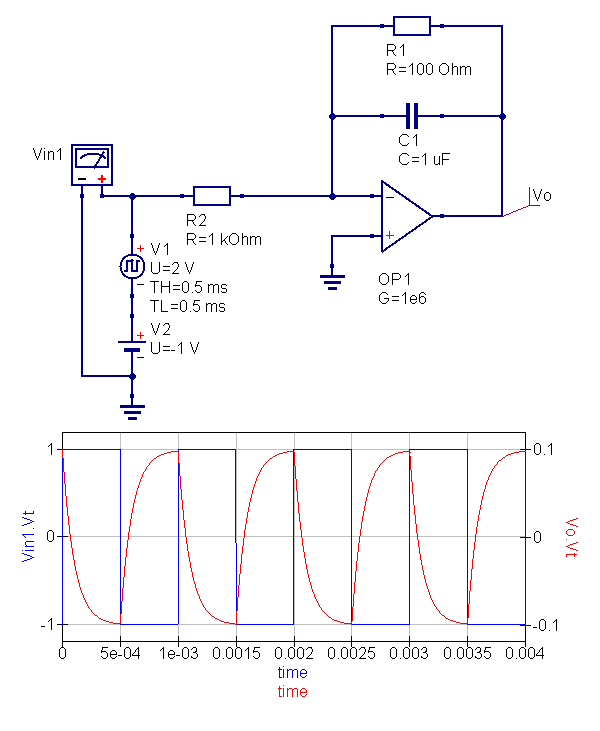 R1
R=100 Ohm
C1
C=1 uF
Vin1
- +
R2
R=1 kOhm
-
+
Vo
OP1
G=1e6
+
V1
U=2 V
TH=0.5 ms
TL=0.5 ms
-
+
V2
U=-1 V
-
1
0
-1
Vin1.Vt
0.1
0
-0.1
Vo.Vt
0 5e-04 1e-03 0.0015 0.002 0.0025 0.003 0.0035 0.004
time
time